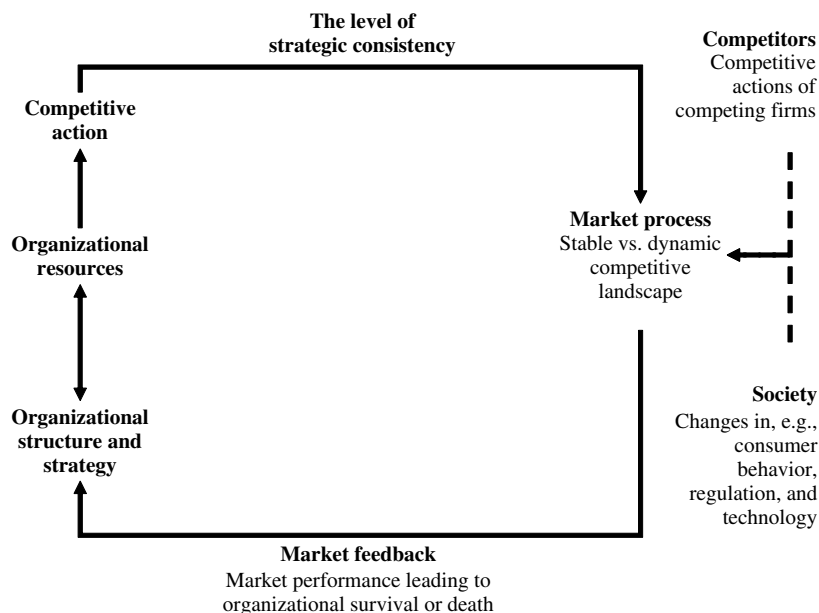 The level of
strategic consistency
Competitors
Competitive
actions of
competing firms
Competitive
action
Market process
Stable vs. dynamic
competitive
landscape
Organizational
resources
Organizational
structure and
strategy
Society
Changes in, e.g.,
consumer
behavior,
regulation, and
technology
Market feedback
Market performance leading to
organizational survival or death